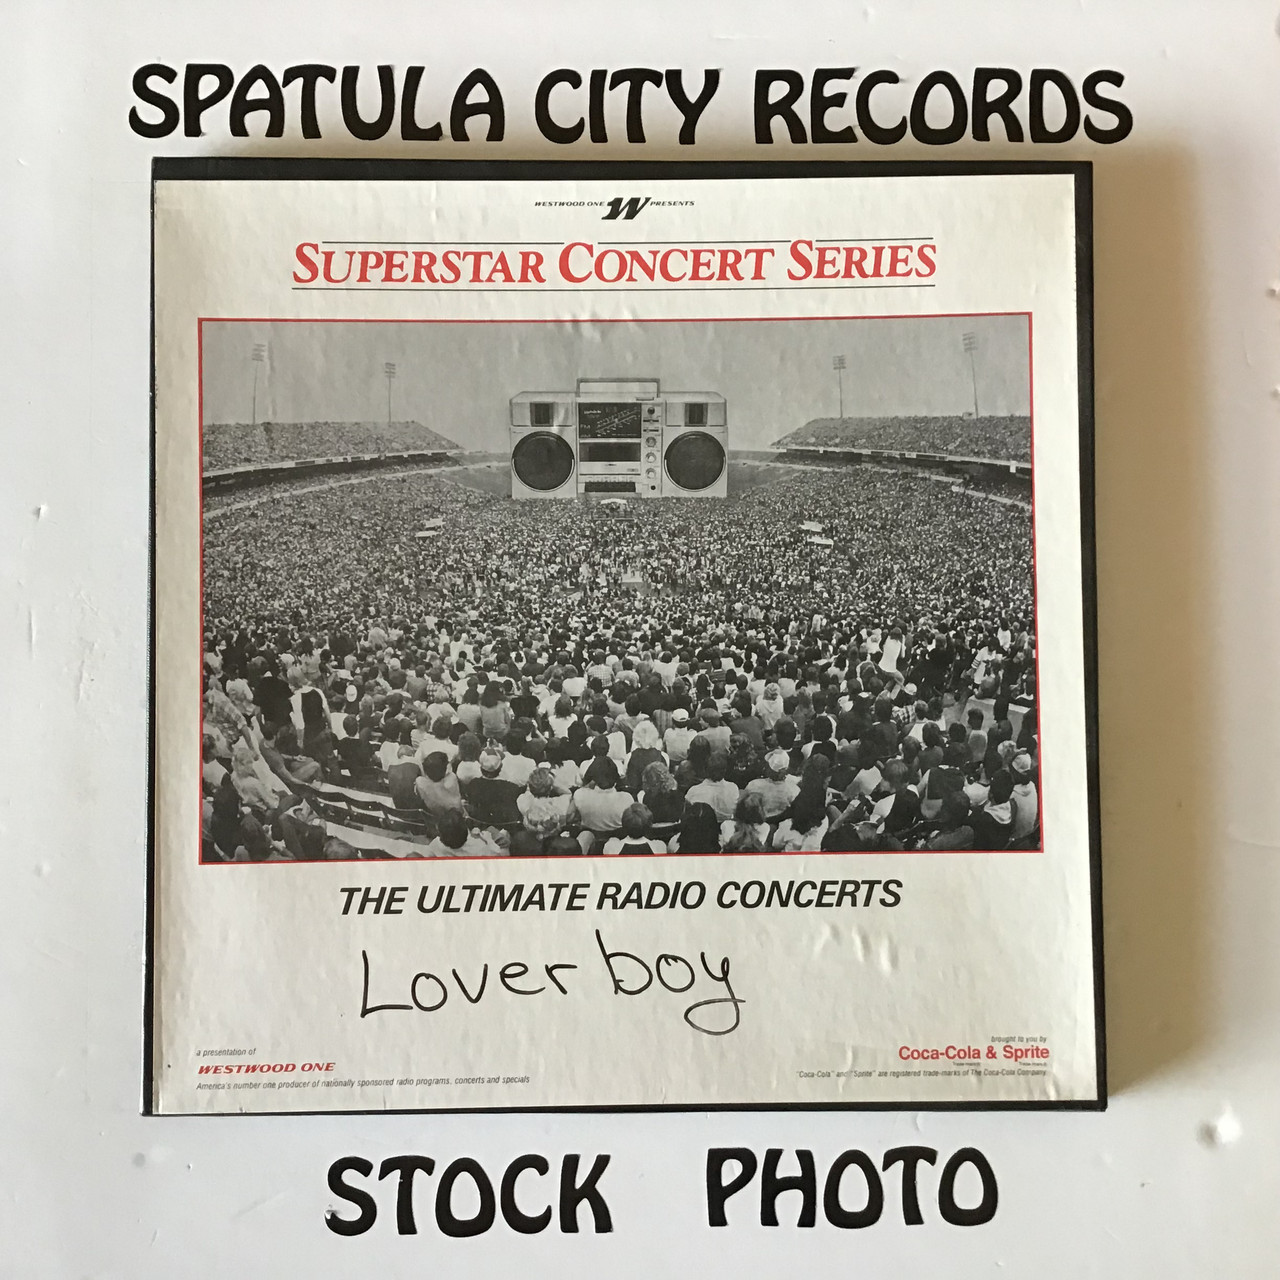 SPATULA CITY RECORDS
WESTWOOD ONE W PRESENTS
SUPERSTAR CONCERT SERIES
THE ULTIMATE RADIO CONCERTS
Loverboy
a presentation of
WESTWOOD ONE
America's number one producer of nationally sponsored radio programs, concerts and specials
brought to you by
Coca-Cola & Sprite
"Coca-Cola" and "Sprite" are registered trade-marks of The Coca-Cola Company.
STOCK PHOTO